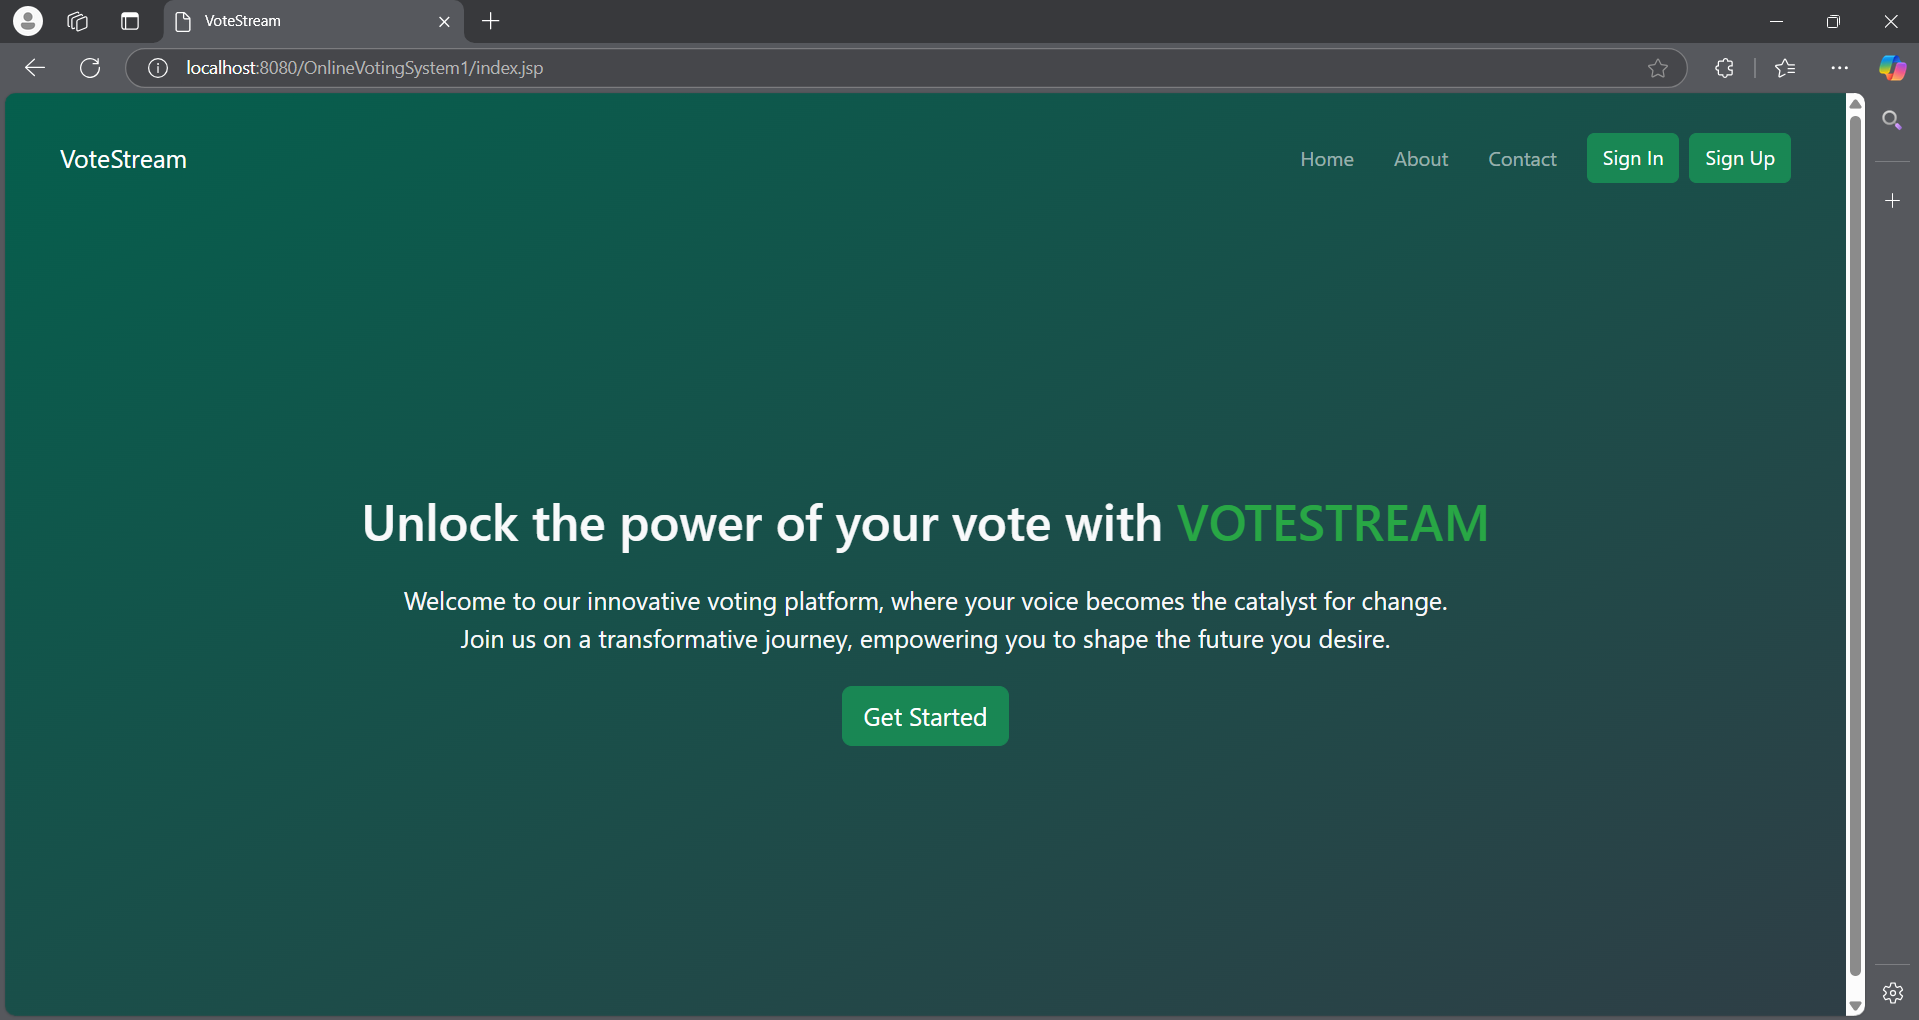 VoteStream
localhost:8080/OnlineVotingSystem1/index.jsp
VoteStream
Home
About
Contact
Sign In
Sign Up
Unlock the power of your vote with VOTESTREAM
Welcome to our innovative voting platform, where your voice becomes the catalyst for change.
Join us on a transformative journey, empowering you to shape the future you desire.
Get Started